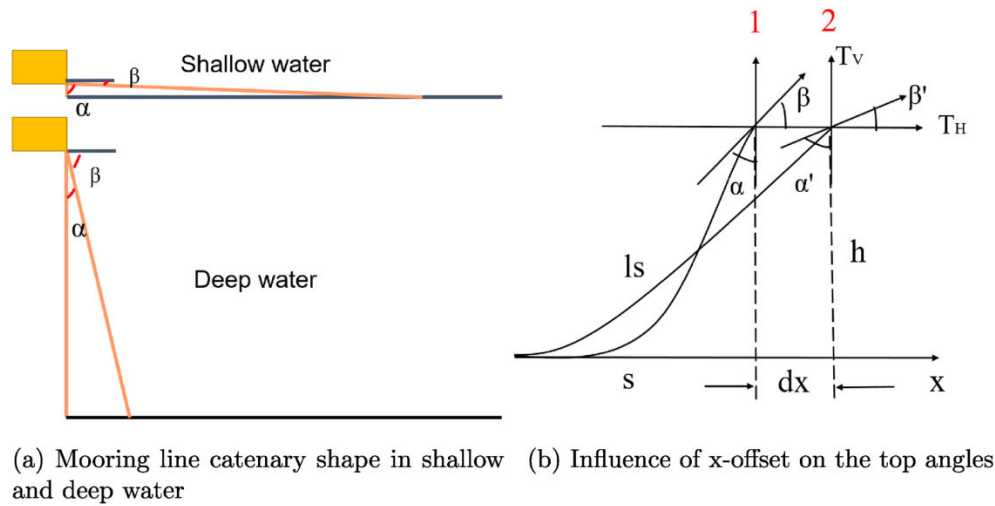 Shallow water
β
α
β
α
Deep water
1 2
Tv
β
β'
TH
α
α'
ls
h
s
dx
x
(a) Mooring line catenary shape in shallow
and deep water
(b) Influence of x-offset on the top angles